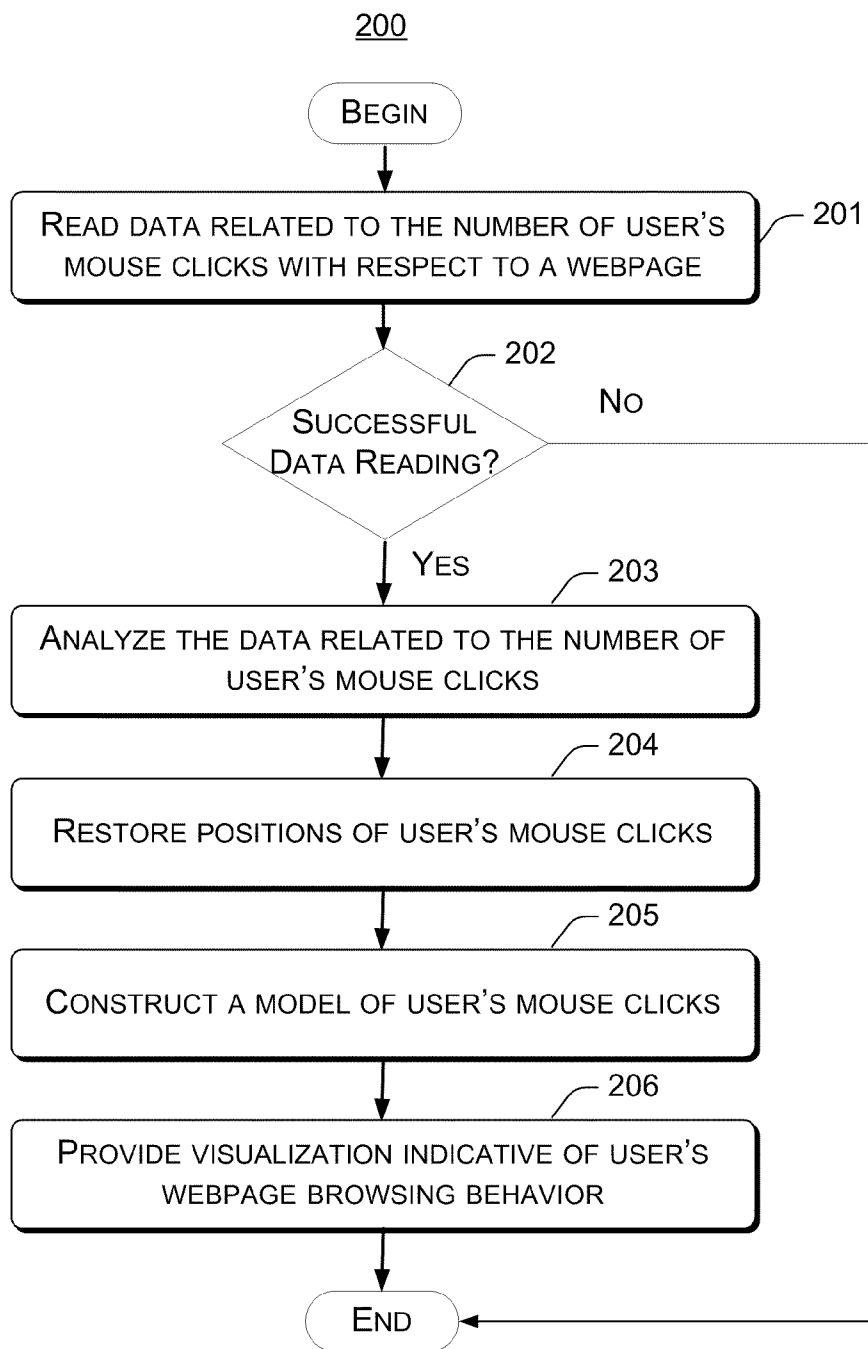 200
BEGIN
READ DATA RELATED TO THE NUMBER OF USER'S
MOUSE CLICKS WITH RESPECT TO A WEBPAGE
201
202
SUCCESSFUL
DATA READING?
NO
YES
203
ANALYZE THE DATA RELATED TO THE NUMBER OF
USER'S MOUSE CLICKS
204
RESTORE POSITIONS OF USER'S MOUSE CLICKS
205
CONSTRUCT A MODEL OF USER'S MOUSE CLICKS
206
PROVIDE VISUALIZATION INDICATIVE OF USER'S
WEBPAGE BROWSING BEHAVIOR
END